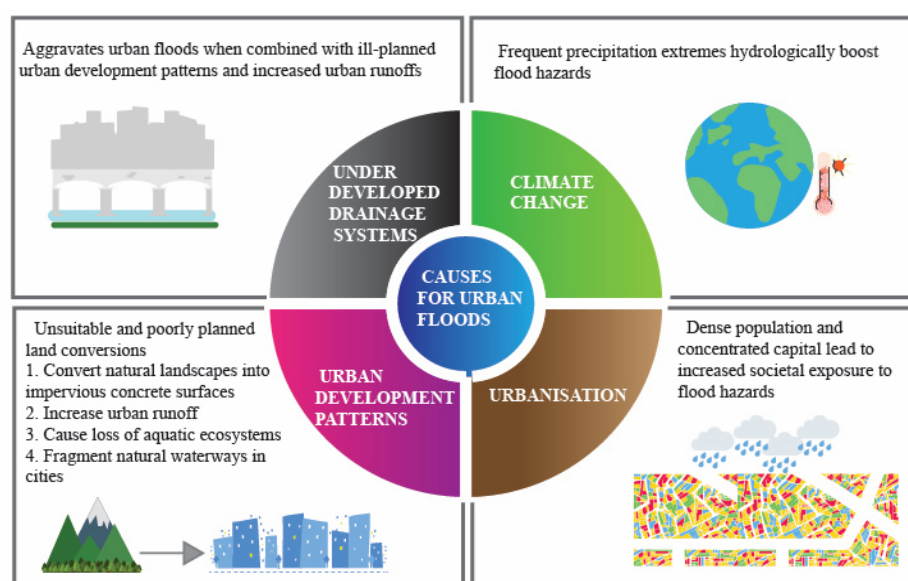 Aggravates urban floods when combined with ill-planned
urban development patterns and increased urban runoffs
Frequent precipitation extremes hydrologically boost
flood hazards
UNDER
DEVELOPED
DRAINAGE
SYSTEMS
CLIMATE
CHANGE
CAUSES
FOR URBAN
FLOODS
Unsuitable and poorly planned
land conversions
1. Convert natural landscapes into
impervious concrete surfaces
2. Increase urban runoff
3. Cause loss of aquatic ecosystems
4. Fragment natural waterways in
cities
URBAN
DEVELOPMENT
PATTERNS
URBANISATION
Dense population and
concentrated capital lead to
increased societal exposure to
flood hazards